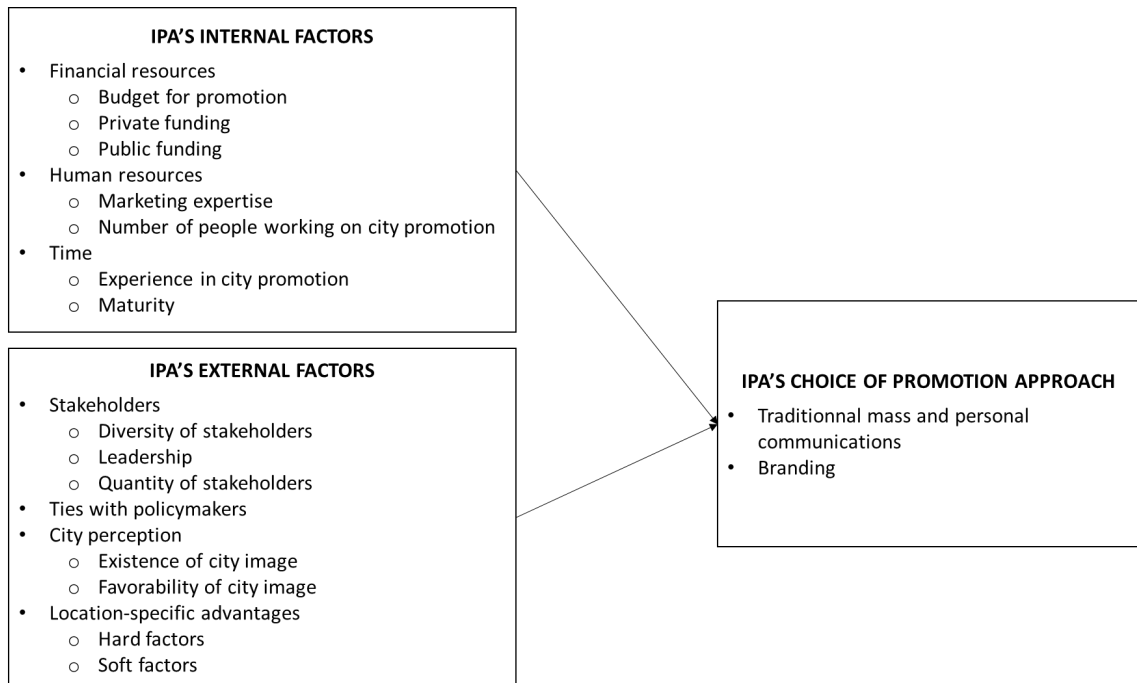 IPA'S INTERNAL FACTORS
• Financial resources
o Budget for promotion
o Private funding
o Public funding
• Human resources
o Marketing expertise
o Number of people working on city promotion
• Time
o Experience in city promotion
o Maturity
IPA'S EXTERNAL FACTORS
• Stakeholders
o Diversity of stakeholders
o Leadership
o Quantity of stakeholders
• Ties with policymakers
• City perception
o Existence of city image
o Favorability of city image
• Location-specific advantages
o Hard factors
o Soft factors
IPA'S CHOICE OF PROMOTION APPROACH
• Traditionnal mass and personal
communications
• Branding